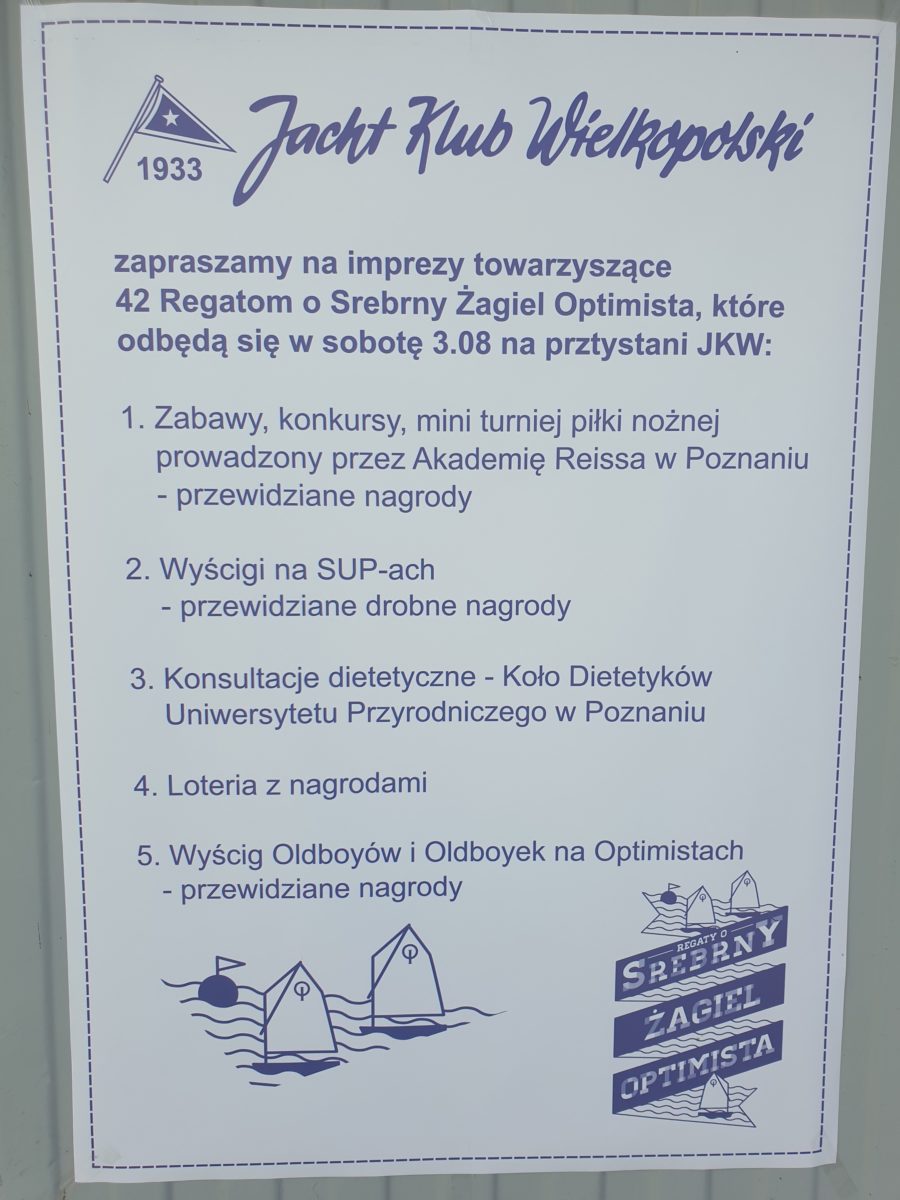 1933
Jacht Klub Wielkopolski
zapraszamy na imprezy towarzyszące
42 Regatom o Srebrny Żagiel Optimista, które
odbędą się w sobotę 3.08 na prztystani JKW:
1. Zabawy, konkursy, mini turniej piłki nożnej
prowadzony przez Akademię Reissa w Poznaniu
- przewidziane nagrody
2. Wyścigi na SUP-ach
- przewidziane drobne nagrody
3. Konsultacje dietetyczne - Koło Dietetyków
Uniwersytetu Przyrodniczego w Poznaniu
4. Loteria z nagrodami
5. Wyścig Oldboyów i Oldboyek na Optimistach
- przewidziane nagrody
REGATY O
SREBRNY
ŻAGIEL
OPTIMISTA